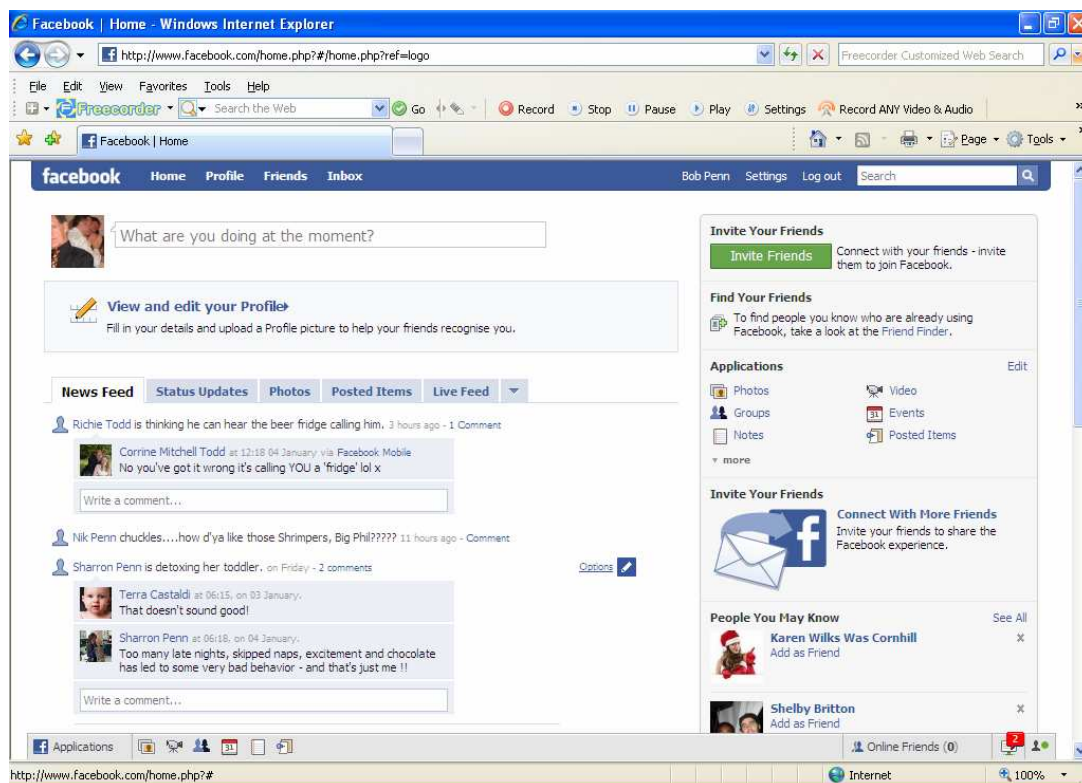 Facebook | Home - Windows Internet Explorer
http://www.facebook.com/home.php?#/home.php?ref=logo
Freecorder Customized Web Search
File Edit View Favorites Tools Help
Freecorder Search the Web Go Record Stop Pause Play Settings Record ANY Video & Audio »
Facebook | Home Page Tools
facebook Home Profile Friends Inbox Bob Penn Settings Log out Search
What are you doing at the moment?
View and edit your Profile
Fill in your details and upload a Profile picture to help your friends recognise you.
News Feed Status Updates Photos Posted Items Live Feed
Richie Todd is thinking he can hear the beer fridge calling him. 3 hours ago - 1 Comment
Corrine Mitchell Todd at 12:18 04 January via Facebook Mobile
No you've got it wrong it's calling YOU a 'fridge' lol x
Write a comment...
Nik Penn chuckles....how d'ya like those Shrimpers, Big Phil????? 11 hours ago - Comment
Sharron Penn is detoxing her toddler. on Friday - 2 comments Options
Terra Castaldi at 06:15, on 03 January.
That doesn't sound good!
Sharron Penn at 06:18, on 04 January.
Too many late nights, skipped naps, excitement and chocolate
has led to some very bad behavior - and that's just me !!
Write a comment...
Invite Your Friends
Invite Friends
Connect with your friends - invite
them to join Facebook.
Find Your Friends
To find people you know who are already using
Facebook, take a look at the Friend Finder.
Applications Edit
Photos Video
Groups 31 Events
Notes Posted Items
more
Invite Your Friends
Connect With More Friends
Invite your friends to share the
Facebook experience.
People You May Know See All
Karen Wilks Was Cornhill x
Add as Friend
Shelby Britton x
Add as Friend
Applications 31 Online Friends (0) 2
http://www.facebook.com/home.php?# Internet 100%